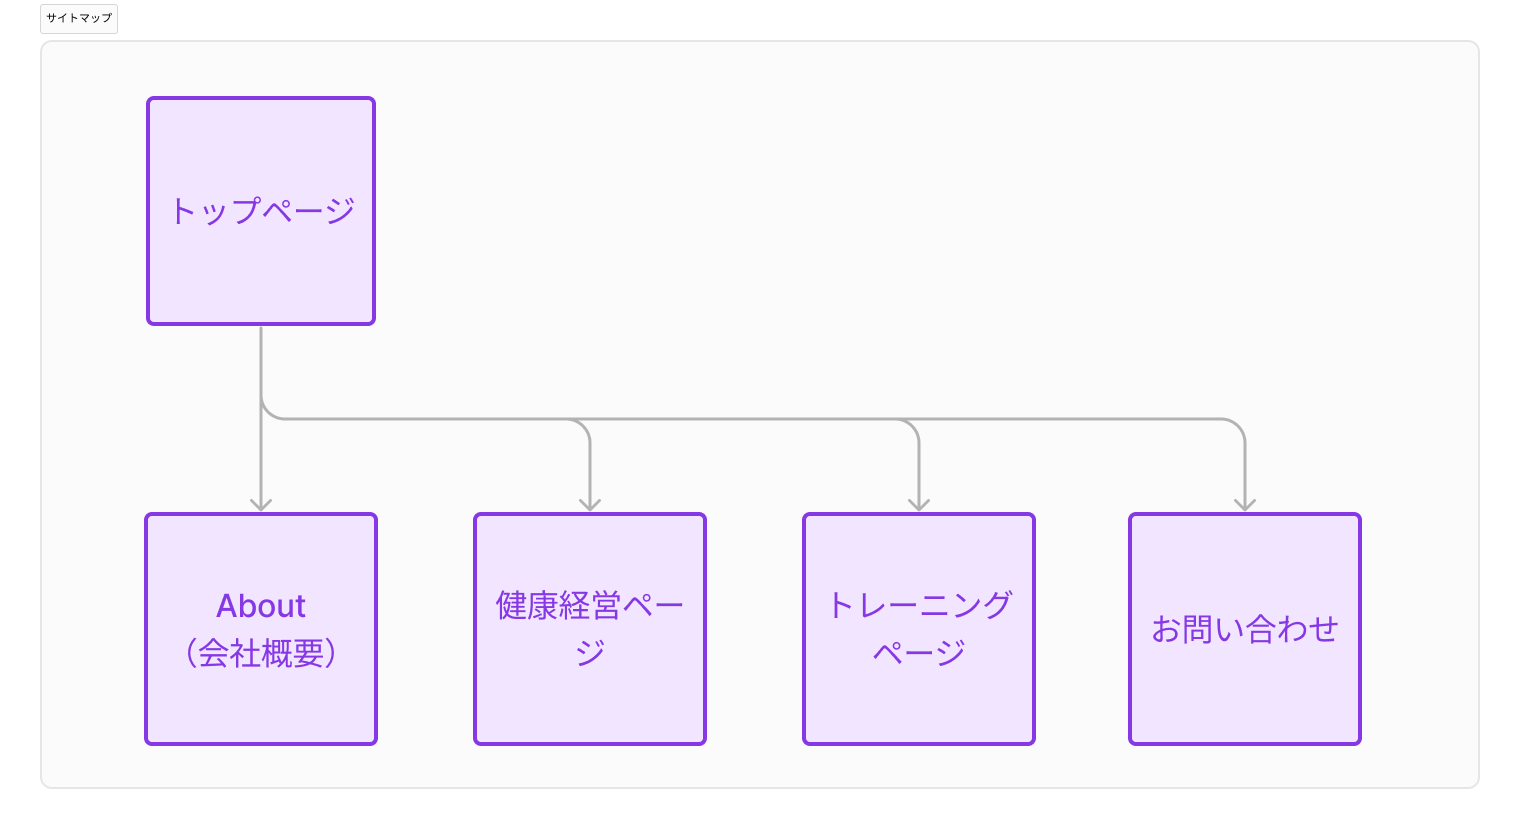 サイトマップ
トップページ
About
（会社概要）
健康経営ペー
ジ
トレーニング
ページ
お問い合わせ